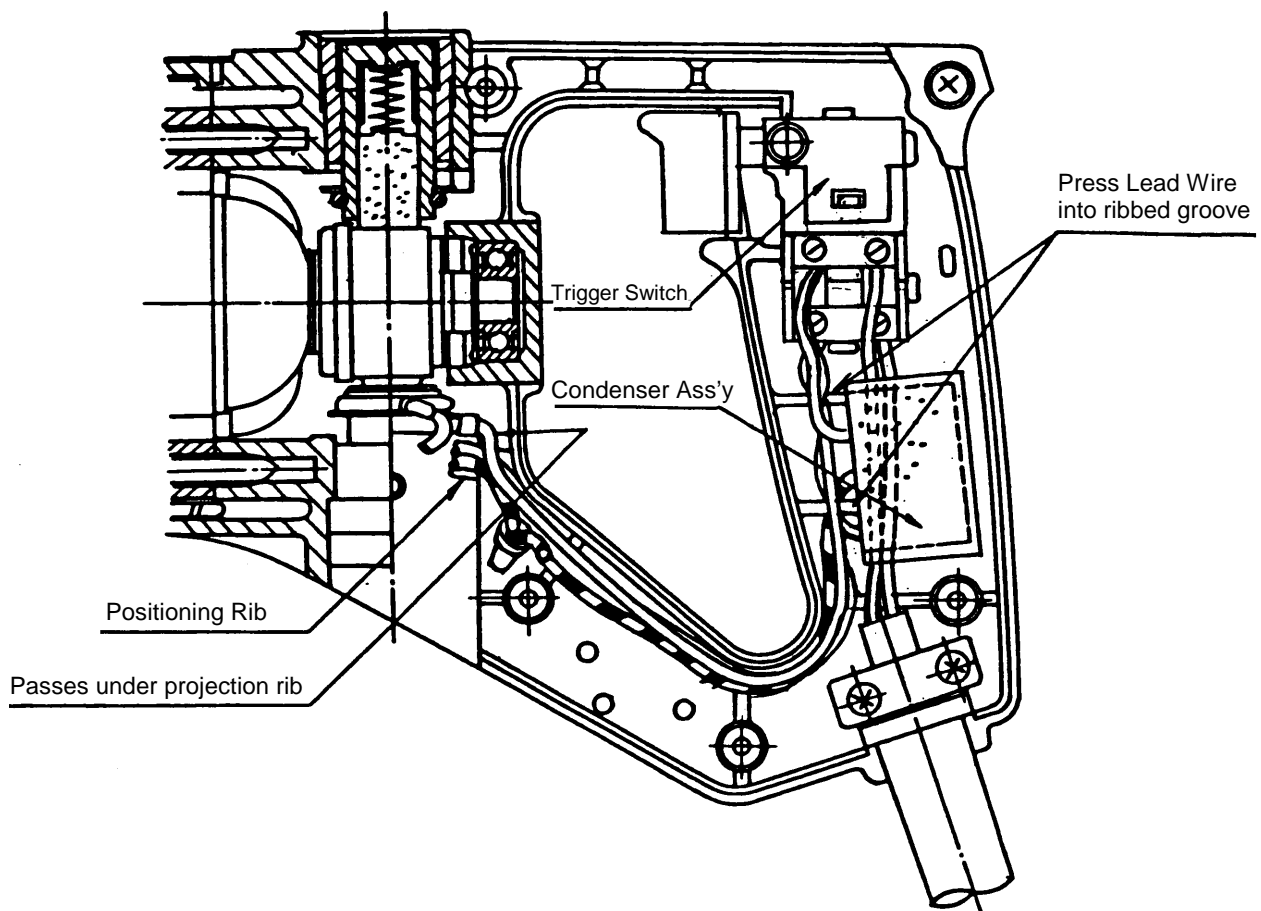 Press Lead Wire
into ribbed groove
Trigger Switch
Condenser Ass'y
Positioning Rib
Passes under projection rib